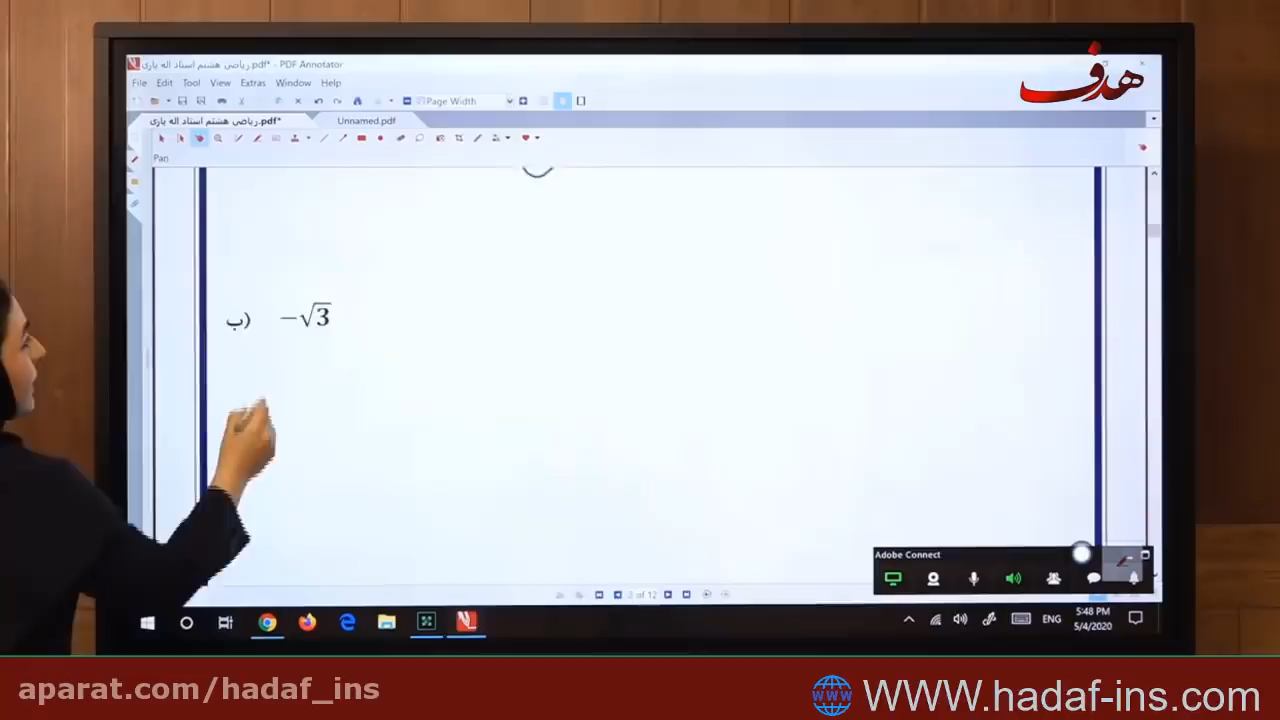 هدف
ریاضی هشتم استاد اله یاری.pdf* - PDF Annotator
File Edit Tool View Extras Window Help
Page Width
ریاضی هشتم استاد اله یاری.pdf* Unnamed.pdf
Pan
ب) −√3
Adobe Connect
of 12
ENG
5:48 PM
5/4/2020
aparat.com/hadaf_ins
WWW.hadaf-ins.com